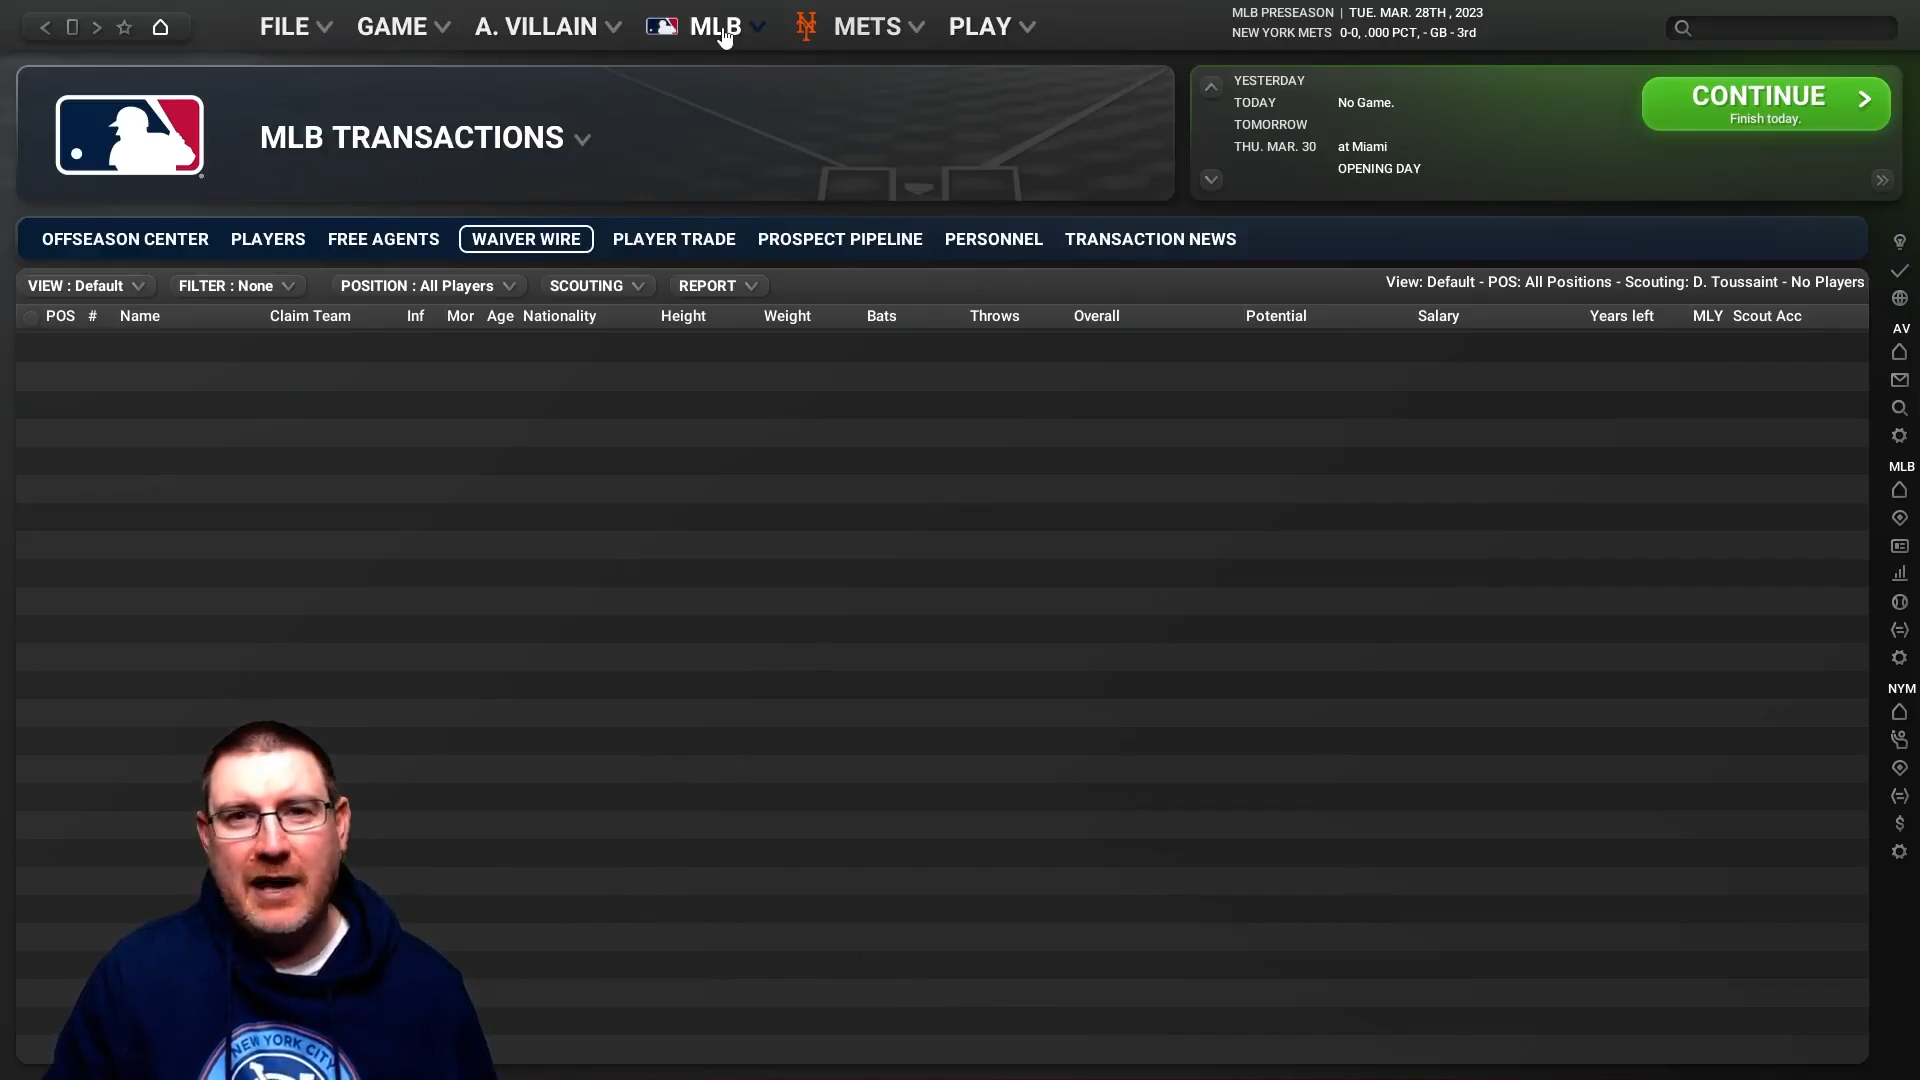 FILE GAME A. VILLAIN MLB METS PLAY
MLB PRESEASON | TUE. MAR. 28TH , 2023
NEW YORK METS 0-0, .000 PCT, - GB - 3rd
MLB TRANSACTIONS
YESTERDAY
TODAY No Game.
TOMORROW
THU. MAR. 30 at Miami
OPENING DAY
CONTINUE
Finish today.
OFFSEASON CENTER PLAYERS FREE AGENTS WAIVER WIRE PLAYER TRADE PROSPECT PIPELINE PERSONNEL TRANSACTION NEWS
VIEW : Default FILTER : None POSITION : All Players SCOUTING REPORT View: Default - POS: All Positions - Scouting: D. Toussaint - No Players
POS # Name Claim Team Inf Mor Age Nationality Height Weight Bats Throws Overall Potential Salary Years left MLY Scout Acc
AV
MLB
NYM
NEW YORK CITY